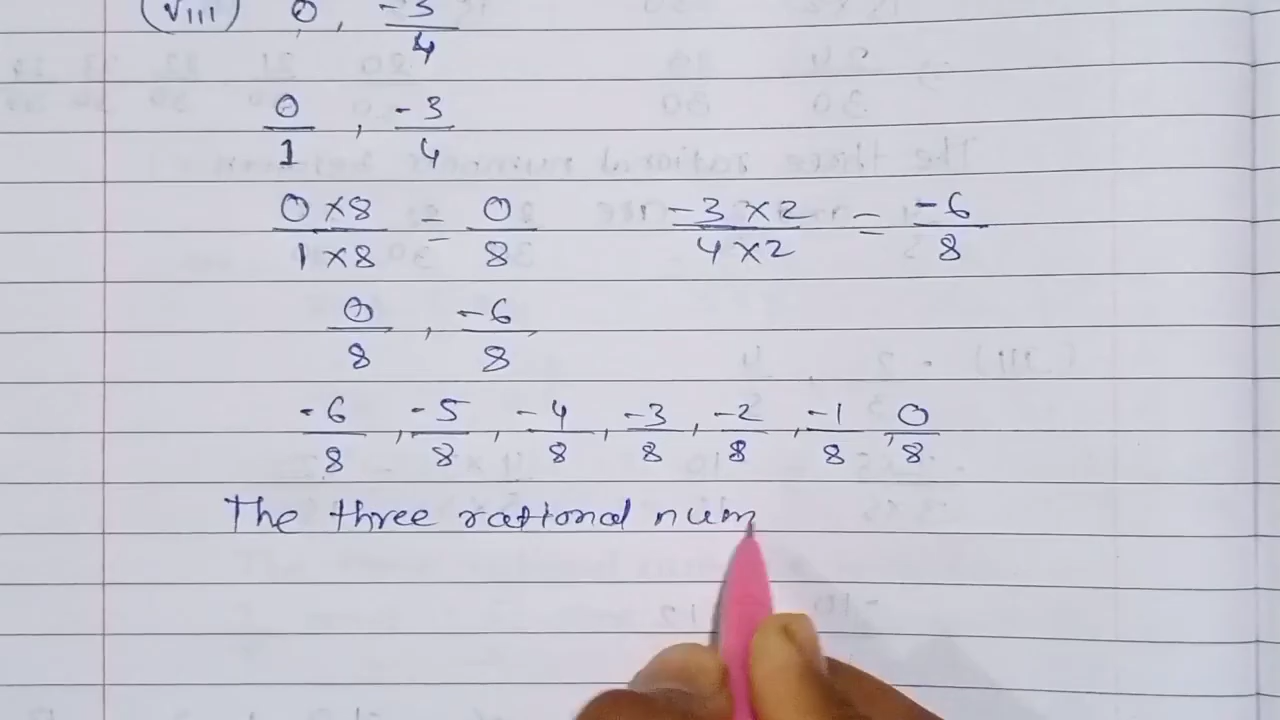 (viii) 0, -3/4
0/1, -3/4
0×8/1×8 = 0/8 -3×2/4×2 = -6/8
0/8, -6/8
-6/8, -5/8, -4/8, -3/8, -2/8, -1/8, 0/8
The three rational num